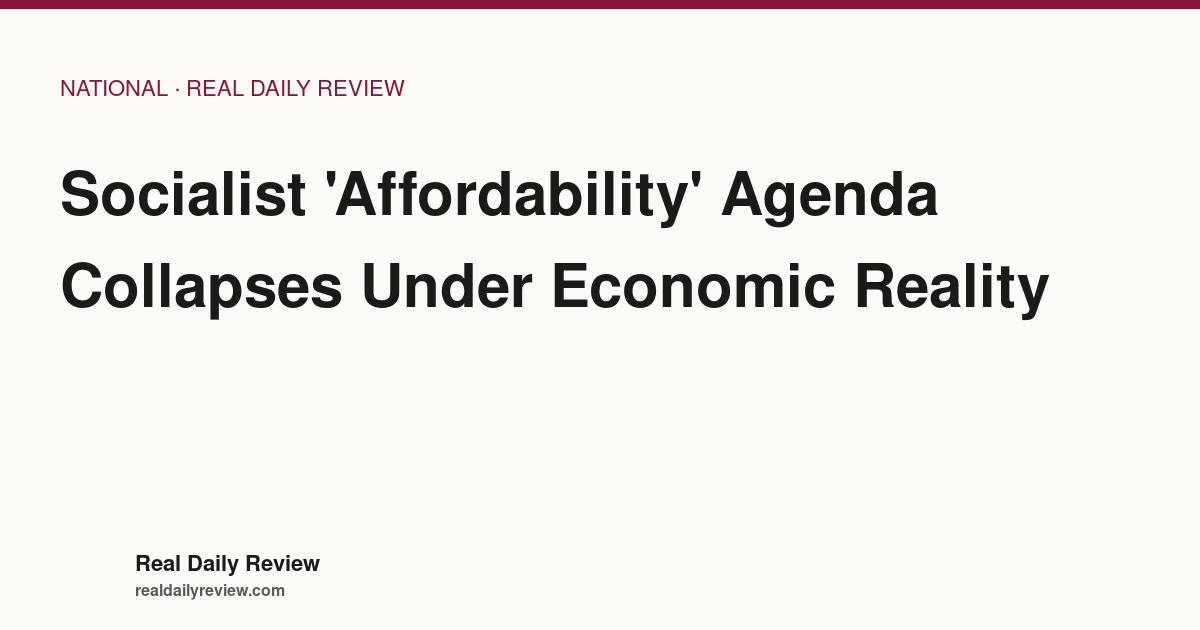 NATIONAL · REAL DAILY REVIEW
Socialist 'Affordability' Agenda
Collapses Under Economic Reality
Real Daily Review
realdailyreview.com